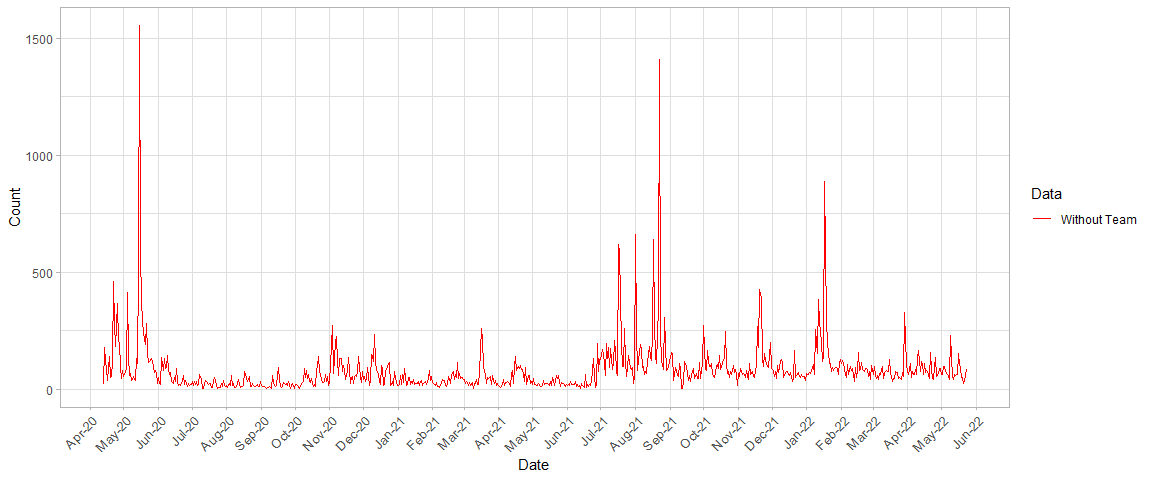 1500
1000
500
0
Count
Apr-20
May-20
Jun-20
Jul-20
Aug-20
Sep-20
Oct-20
Nov-20
Dec-20
Jan-21
Feb-21
Mar-21
Apr-21
May-21
Jun-21
Jul-21
Aug-21
Sep-21
Oct-21
Nov-21
Dec-21
Jan-22
Feb-22
Mar-22
Apr-22
May-22
Jun-22
Date
Data
Without Team